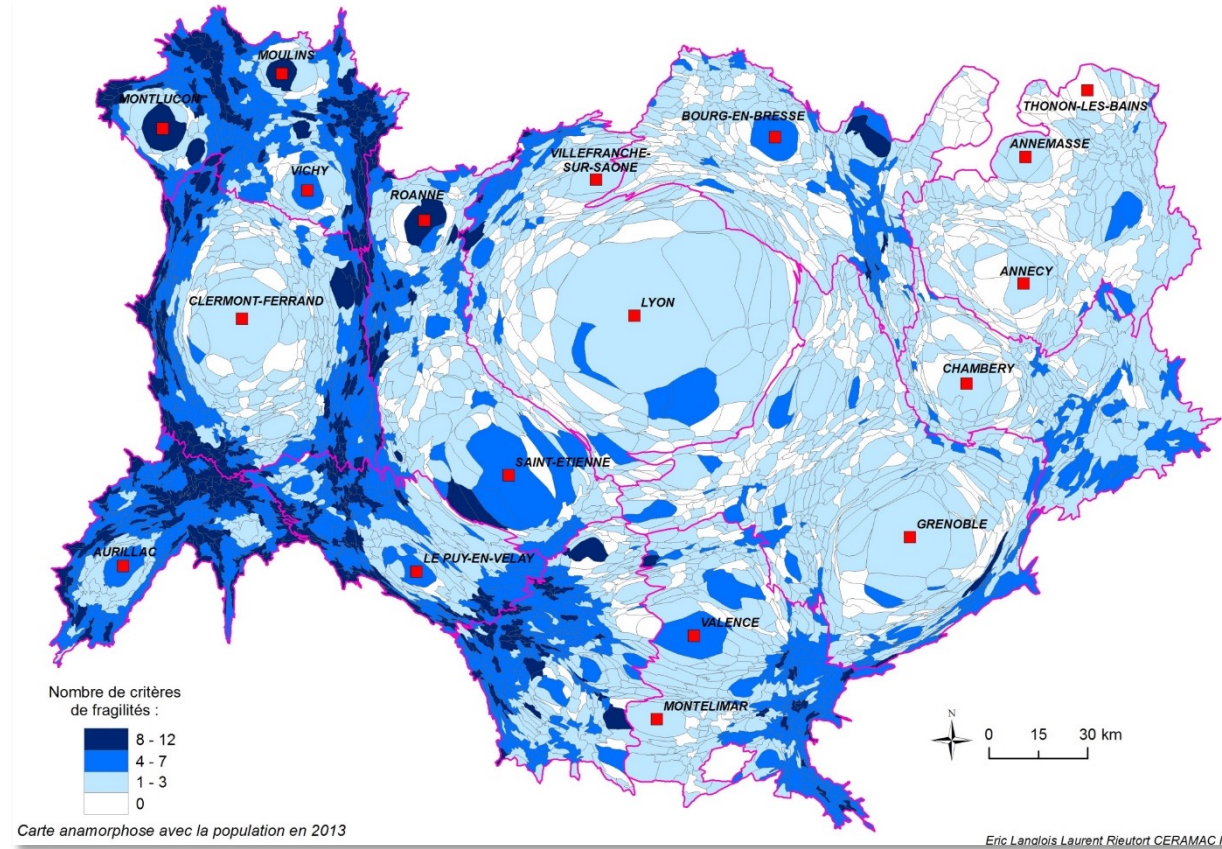 MOULINS
MONTLUCON
THONON-LES-BAINS
BOURG-EN-BRESSE
ANNEMASSE
VILLEFRANCHE-
SUR-SAONE
VICHY
ROANNE
ANNECY
CLERMONT-FERRAND
LYON
CHAMBERY
SAINT-ETIENNE
GRENOBLE
AURILLAC
LE PUY-EN-VELAY
VALENCE
MONTELIMAR
Nombre de critères
de fragilités :
8 - 12
4 - 7
1 - 3
0
N
0 15 30 km
Carte anamorphose avec la population en 2013
Eric Langlois Laurent Rieutort CERAMAC